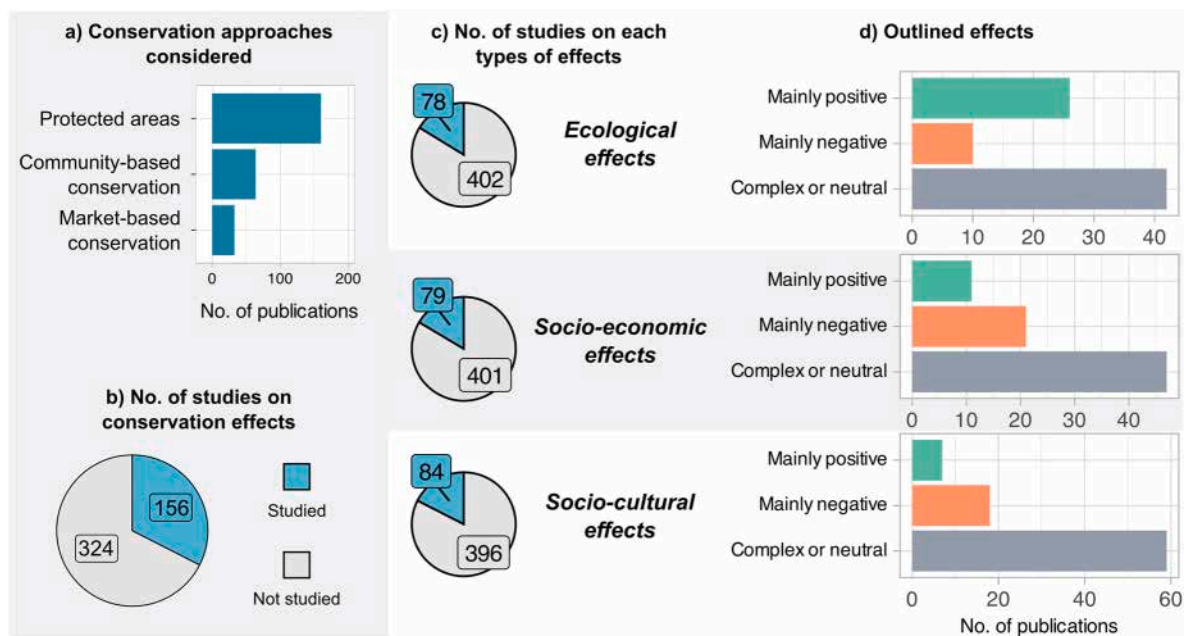 a) Conservation approaches
considered
Protected areas
Community-based
conservation
Market-based
conservation
0
100
200
No. of publications
b) No. of studies on
conservation effects
156
324
Studied
Not studied
c) No. of studies on each
types of effects
78
402
Ecological
effects
79
401
Socio-economic
effects
84
396
Socio-cultural
effects
d) Outlined effects
Mainly positive
Mainly negative
Complex or neutral
0 10 20 30 40
Mainly positive
Mainly negative
Complex or neutral
0 10 20 30 40
Mainly positive
Mainly negative
Complex or neutral
0 20 40 60
No. of publications